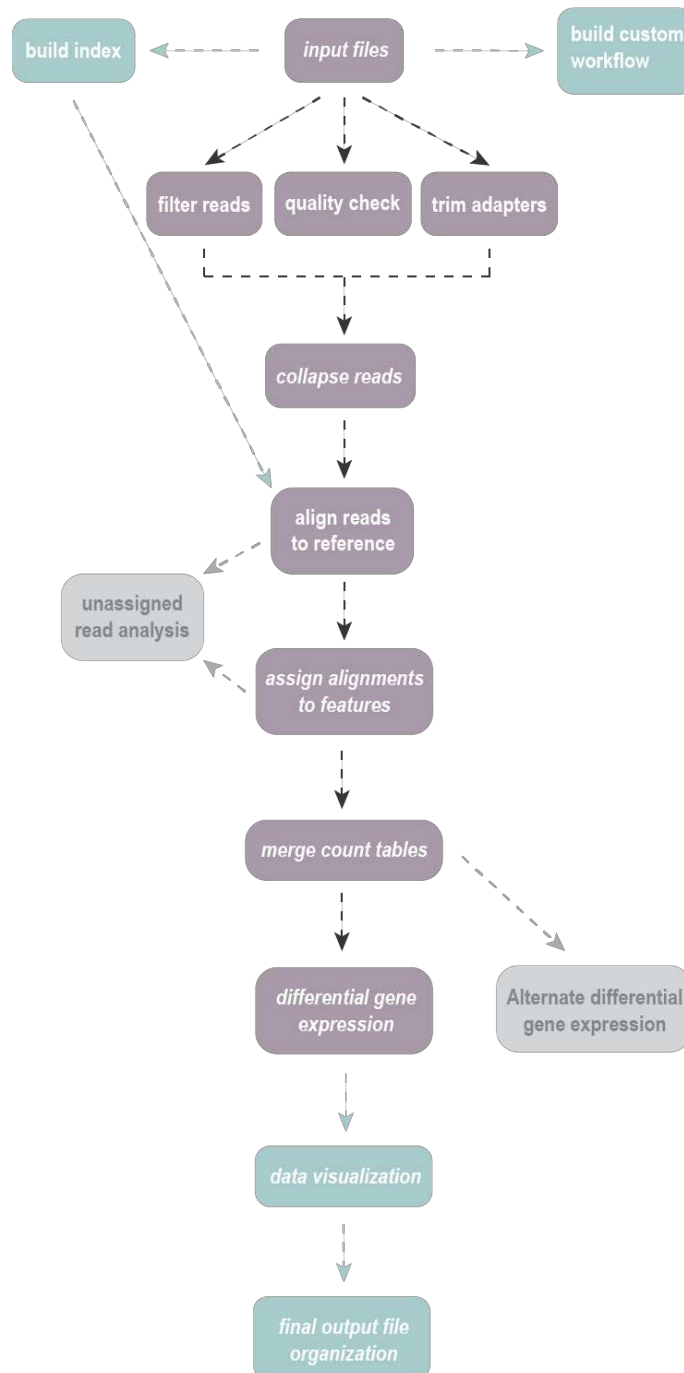 build index
input files
build custom
workflow
filter reads
quality check
trim adapters
collapse reads
align reads
to reference
unassigned
read analysis
assign alignments
to features
merge count tables
differential gene
expression
Alternate differential
gene expression
data visualization
final output file
organization